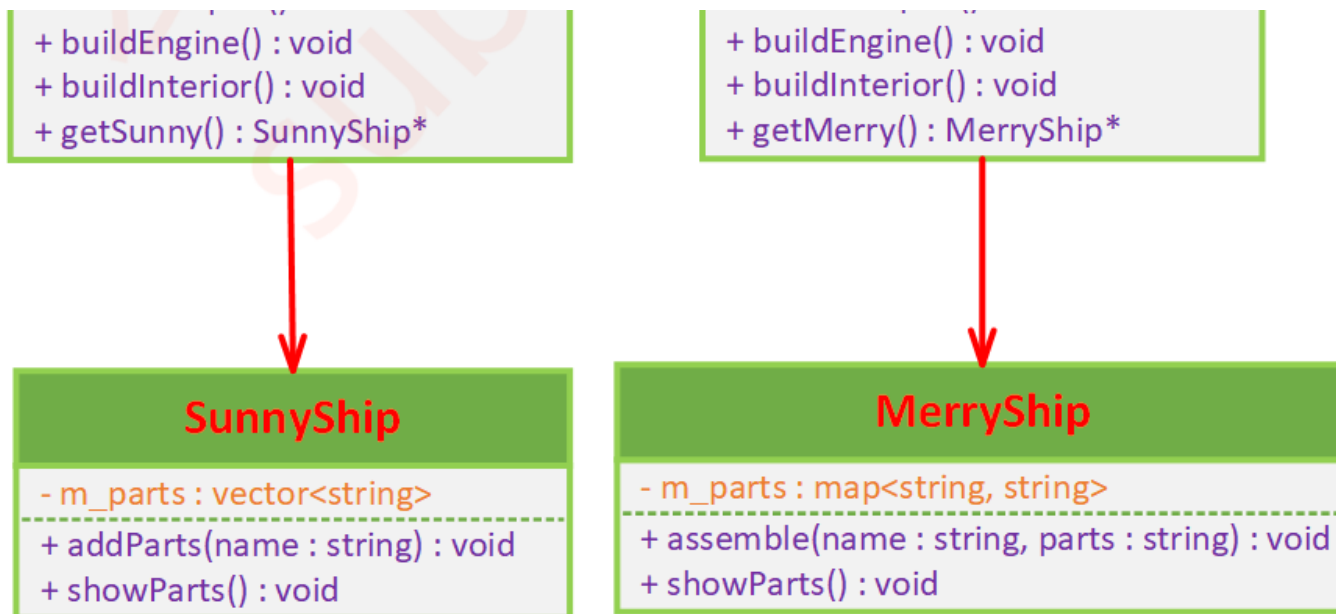 + buildEngine() : void
+ buildInterior() : void
+ getSunny() : SunnyShip*
+ buildEngine() : void
+ buildInterior() : void
+ getMerry() : MerryShip*
SunnyShip
- m_parts : vector<string>
+ addParts(name : string) : void
+ showParts() : void
MerryShip
- m_parts : map<string, string>
+ assemble(name : string, parts : string) : void
+ showParts() : void